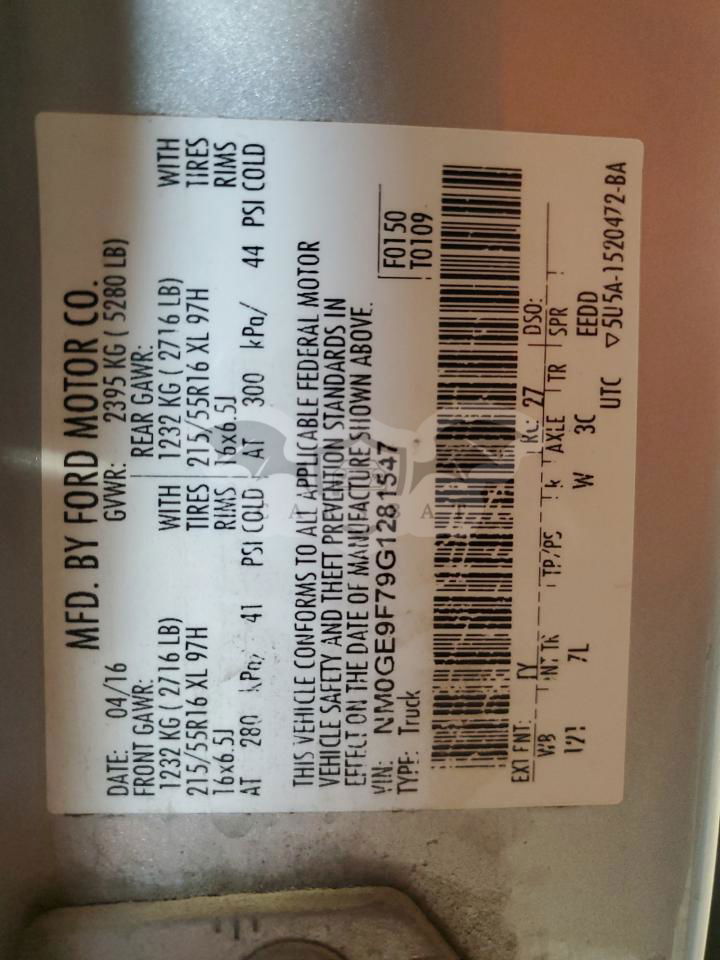 MFD. BY FORD MOTOR CO.
DATE: 04/16 GVWR: 2395 KG ( 5280 LB)
FRONT GAWR: REAR GAWR:
1232 KG ( 2716 LB) WITH 1232 KG ( 2716 LB) WITH
215/55R16 XL 97H TIRES 215/55R16 XL 97H TIRES
16x6.5J RIMS 16x6.5J RIMS
AT 280 kPa/ 41 PSI COLD AT 300 kPa/ 44 PSI COLD
THIS VEHICLE CONFORMS TO ALL APPLICABLE FEDERAL MOTOR
VEHICLE SAFETY AND THEFT PREVENTION STANDARDS IN
EFFECT ON THE DATE OF MANUFACTURE SHOWN ABOVE.
VIN: NM0GE9F79G1281547
TYPE: Truck
F0150
T0109
EXT PNT: RC: 27 DSO:
WB INT TR TP/PS AXLE TR SPR
121 7L W 3C EEDD
UTC ▽5U5A-1520472-BA